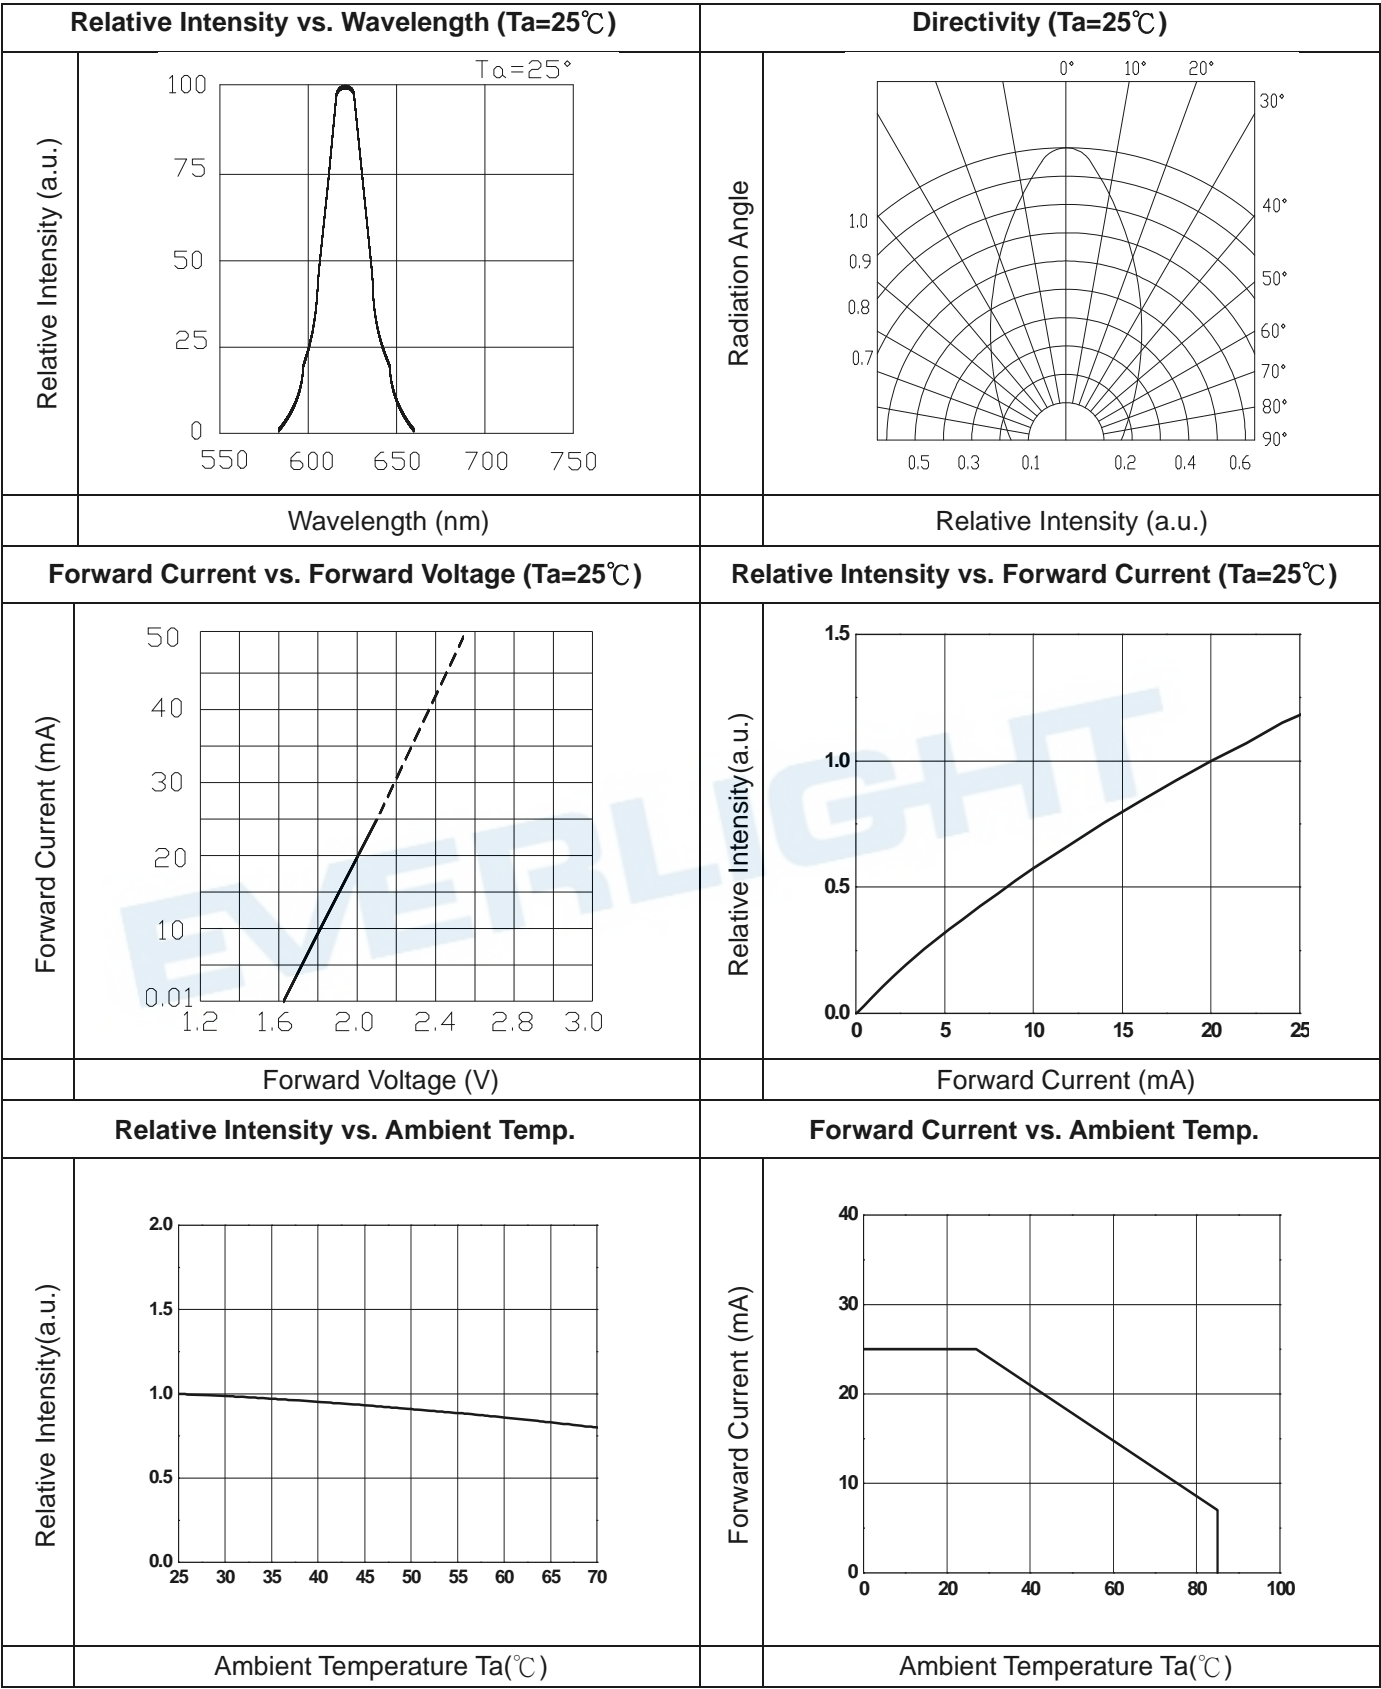 Relative Intensity vs. Wavelength (Ta=25℃)
Directivity (Ta=25℃)
Relative Intensity (a.u.)
Ta=25°
100
75
50
25
0
550 600 650 700 750
Wavelength (nm)
Radiation Angle
0° 10° 20°
30°
40°
50°
60°
70°
80°
90°
1.0
0.9
0.8
0.7
0.5 0.3 0.1 0.2 0.4 0.6
Relative Intensity (a.u.)
Forward Current vs. Forward Voltage (Ta=25℃)
Relative Intensity vs. Forward Current (Ta=25℃)
Forward Current (mA)
50
40
30
20
10
0.01
1.2 1.6 2.0 2.4 2.8 3.0
Forward Voltage (V)
Relative Intensity(a.u.)
1.5
1.0
0.5
0.0
0 5 10 15 20 25
Forward Current (mA)
EVERLIGHT
Relative Intensity vs. Ambient Temp.
Forward Current vs. Ambient Temp.
Relative Intensity(a.u.)
2.0
1.5
1.0
0.5
0.0
25 30 35 40 45 50 55 60 65 70
Ambient Temperature Ta(℃)
Forward Current (mA)
40
30
20
10
0
0 20 40 60 80 100
Ambient Temperature Ta(℃)